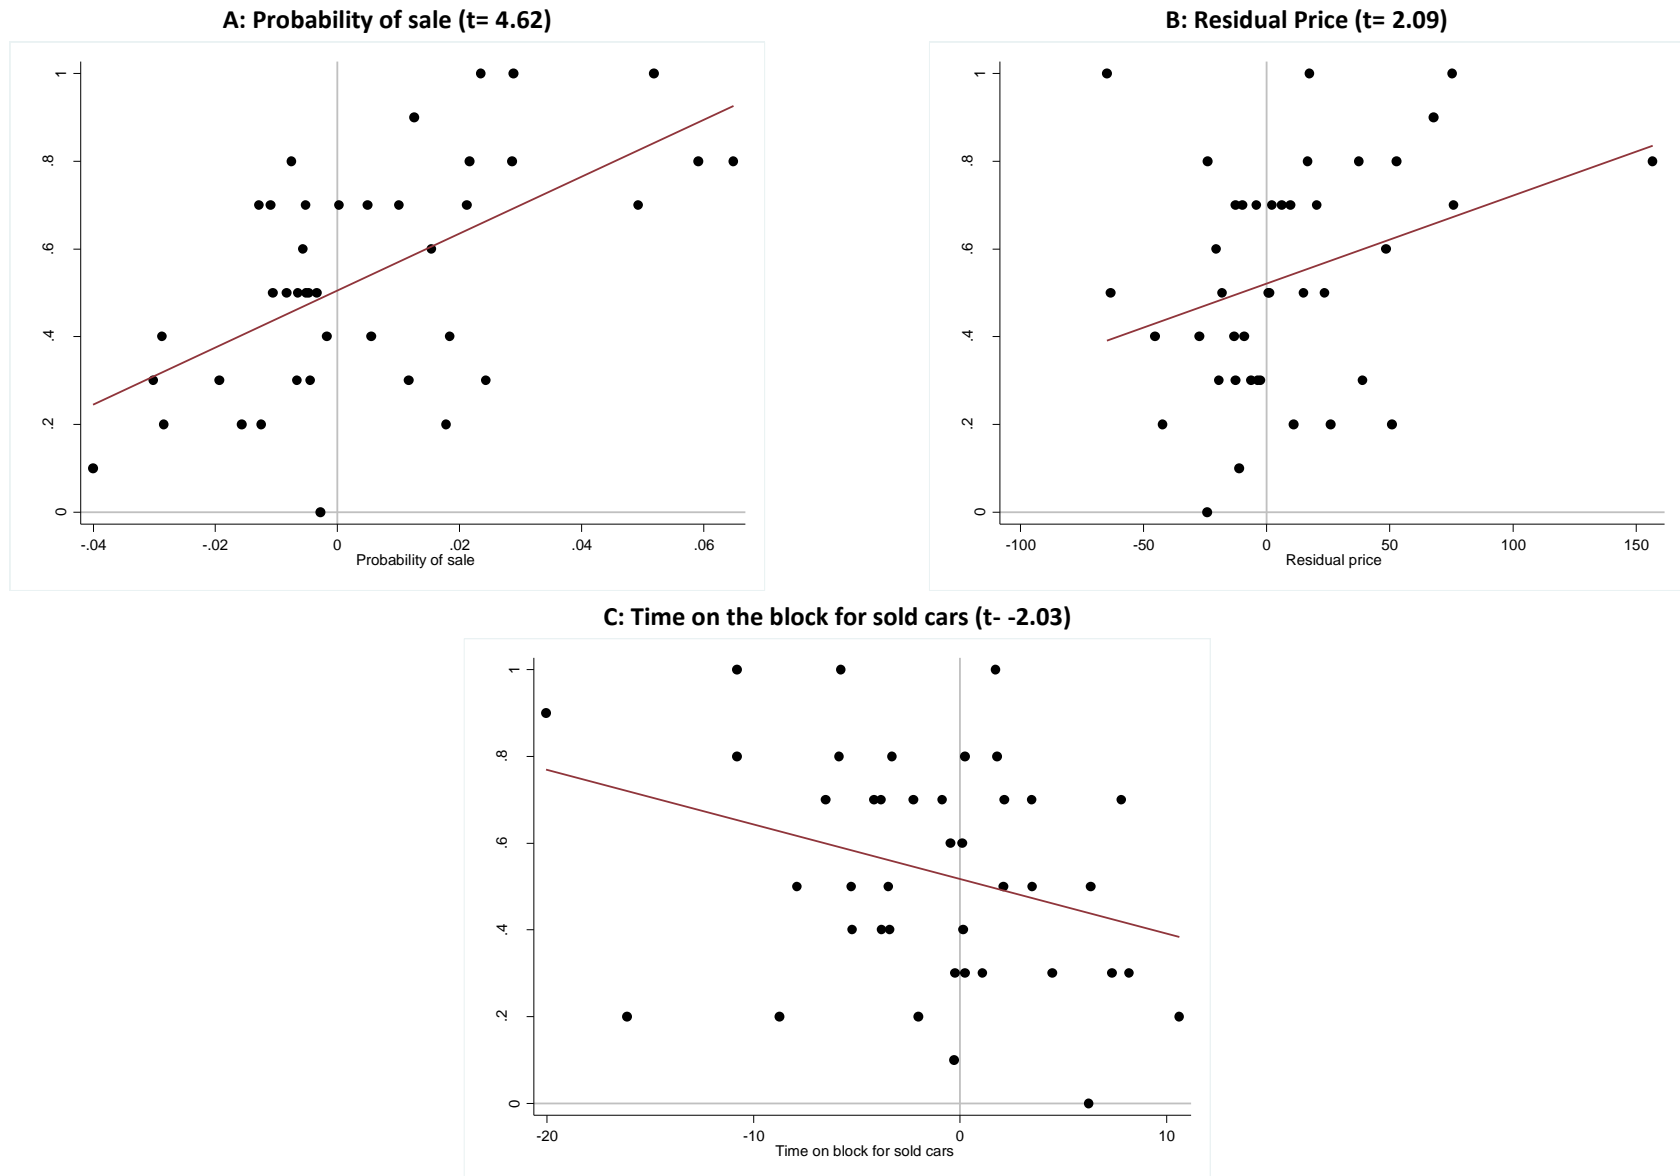 A: Probability of sale (t= 4.62)
1
.8
.6
.4
.2
0
-.04 -.02 0 .02 .04 .06
Probability of sale
B: Residual Price (t= 2.09)
1
.8
.6
.4
.2
0
-100 -50 0 50 100 150
Residual price
C: Time on the block for sold cars (t- -2.03)
1
.8
.6
.4
.2
0
-20 -10 0 10
Time on block for sold cars